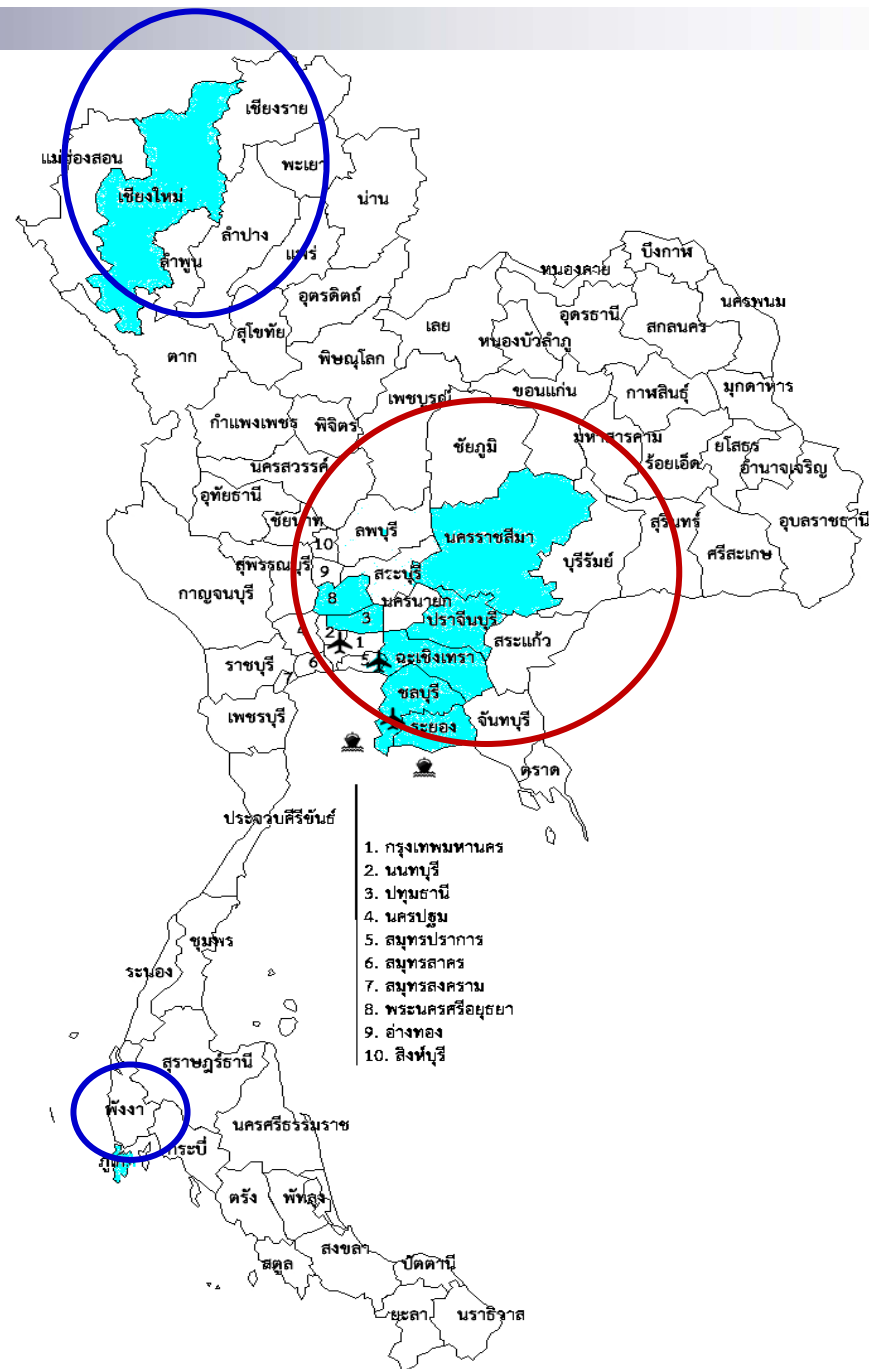 เชียงราย
แม่ฮ่องสอน
พะเยา
เชียงใหม่
น่าน
ลำปาง
ลำพูน
แพร่
บึงกาฬ
หนองคาย
อุตรดิตถ์
นครพนม
เลย
อุดรธานี
สกลนคร
สุโขทัย
หนองบัวลำภู
ตาก
พิษณุโลก
เพชบูรณ์
ขอนแก่น
กาฬสินธุ์
มุกดาหาร
กำแพงเพชร
พิจิตร
ชัยภูมิ
มหาสารคาม
ยโสธร
นครสวรรค์
ร้อยเอ็ด
อำนาจเจริญ
อุทัยธานี
ชัยนาท
ลพบุรี
นครราชสีมา
สุรินทร์
อุบลราชธานี
10
สุพรรณบุรี
9
สระบุรี
บุรีรัมย์
ศรีสะเกษ
กาญจนบุรี
8
นครนายก
3
ปราจีนบุรี
4
2
1
สระแก้ว
ราชบุรี
6
5
ฉะเชิงเทรา
7
ชลบุรี
เพชรบุรี
ระยอง
จันทบุรี
ตราด
ประจวบคีรีขันธ์
1. กรุงเทพมหานคร
2. นนทบุรี
3. ปทุมธานี
4. นครปฐม
5. สมุทรปราการ
6. สมุทรสาคร
7. สมุทรสงคราม
8. พระนครศรีอยุธยา
9. อ่างทอง
10. สิงห์บุรี
ชุมพร
ระนอง
สุราษฎร์ธานี
พังงา
นครศรีธรรมราช
กระบี่
ภูเก็ต
ตรัง
พัทลุง
สงขลา
สตูล
ปัตตานี
ยะลา
นราธิวาส